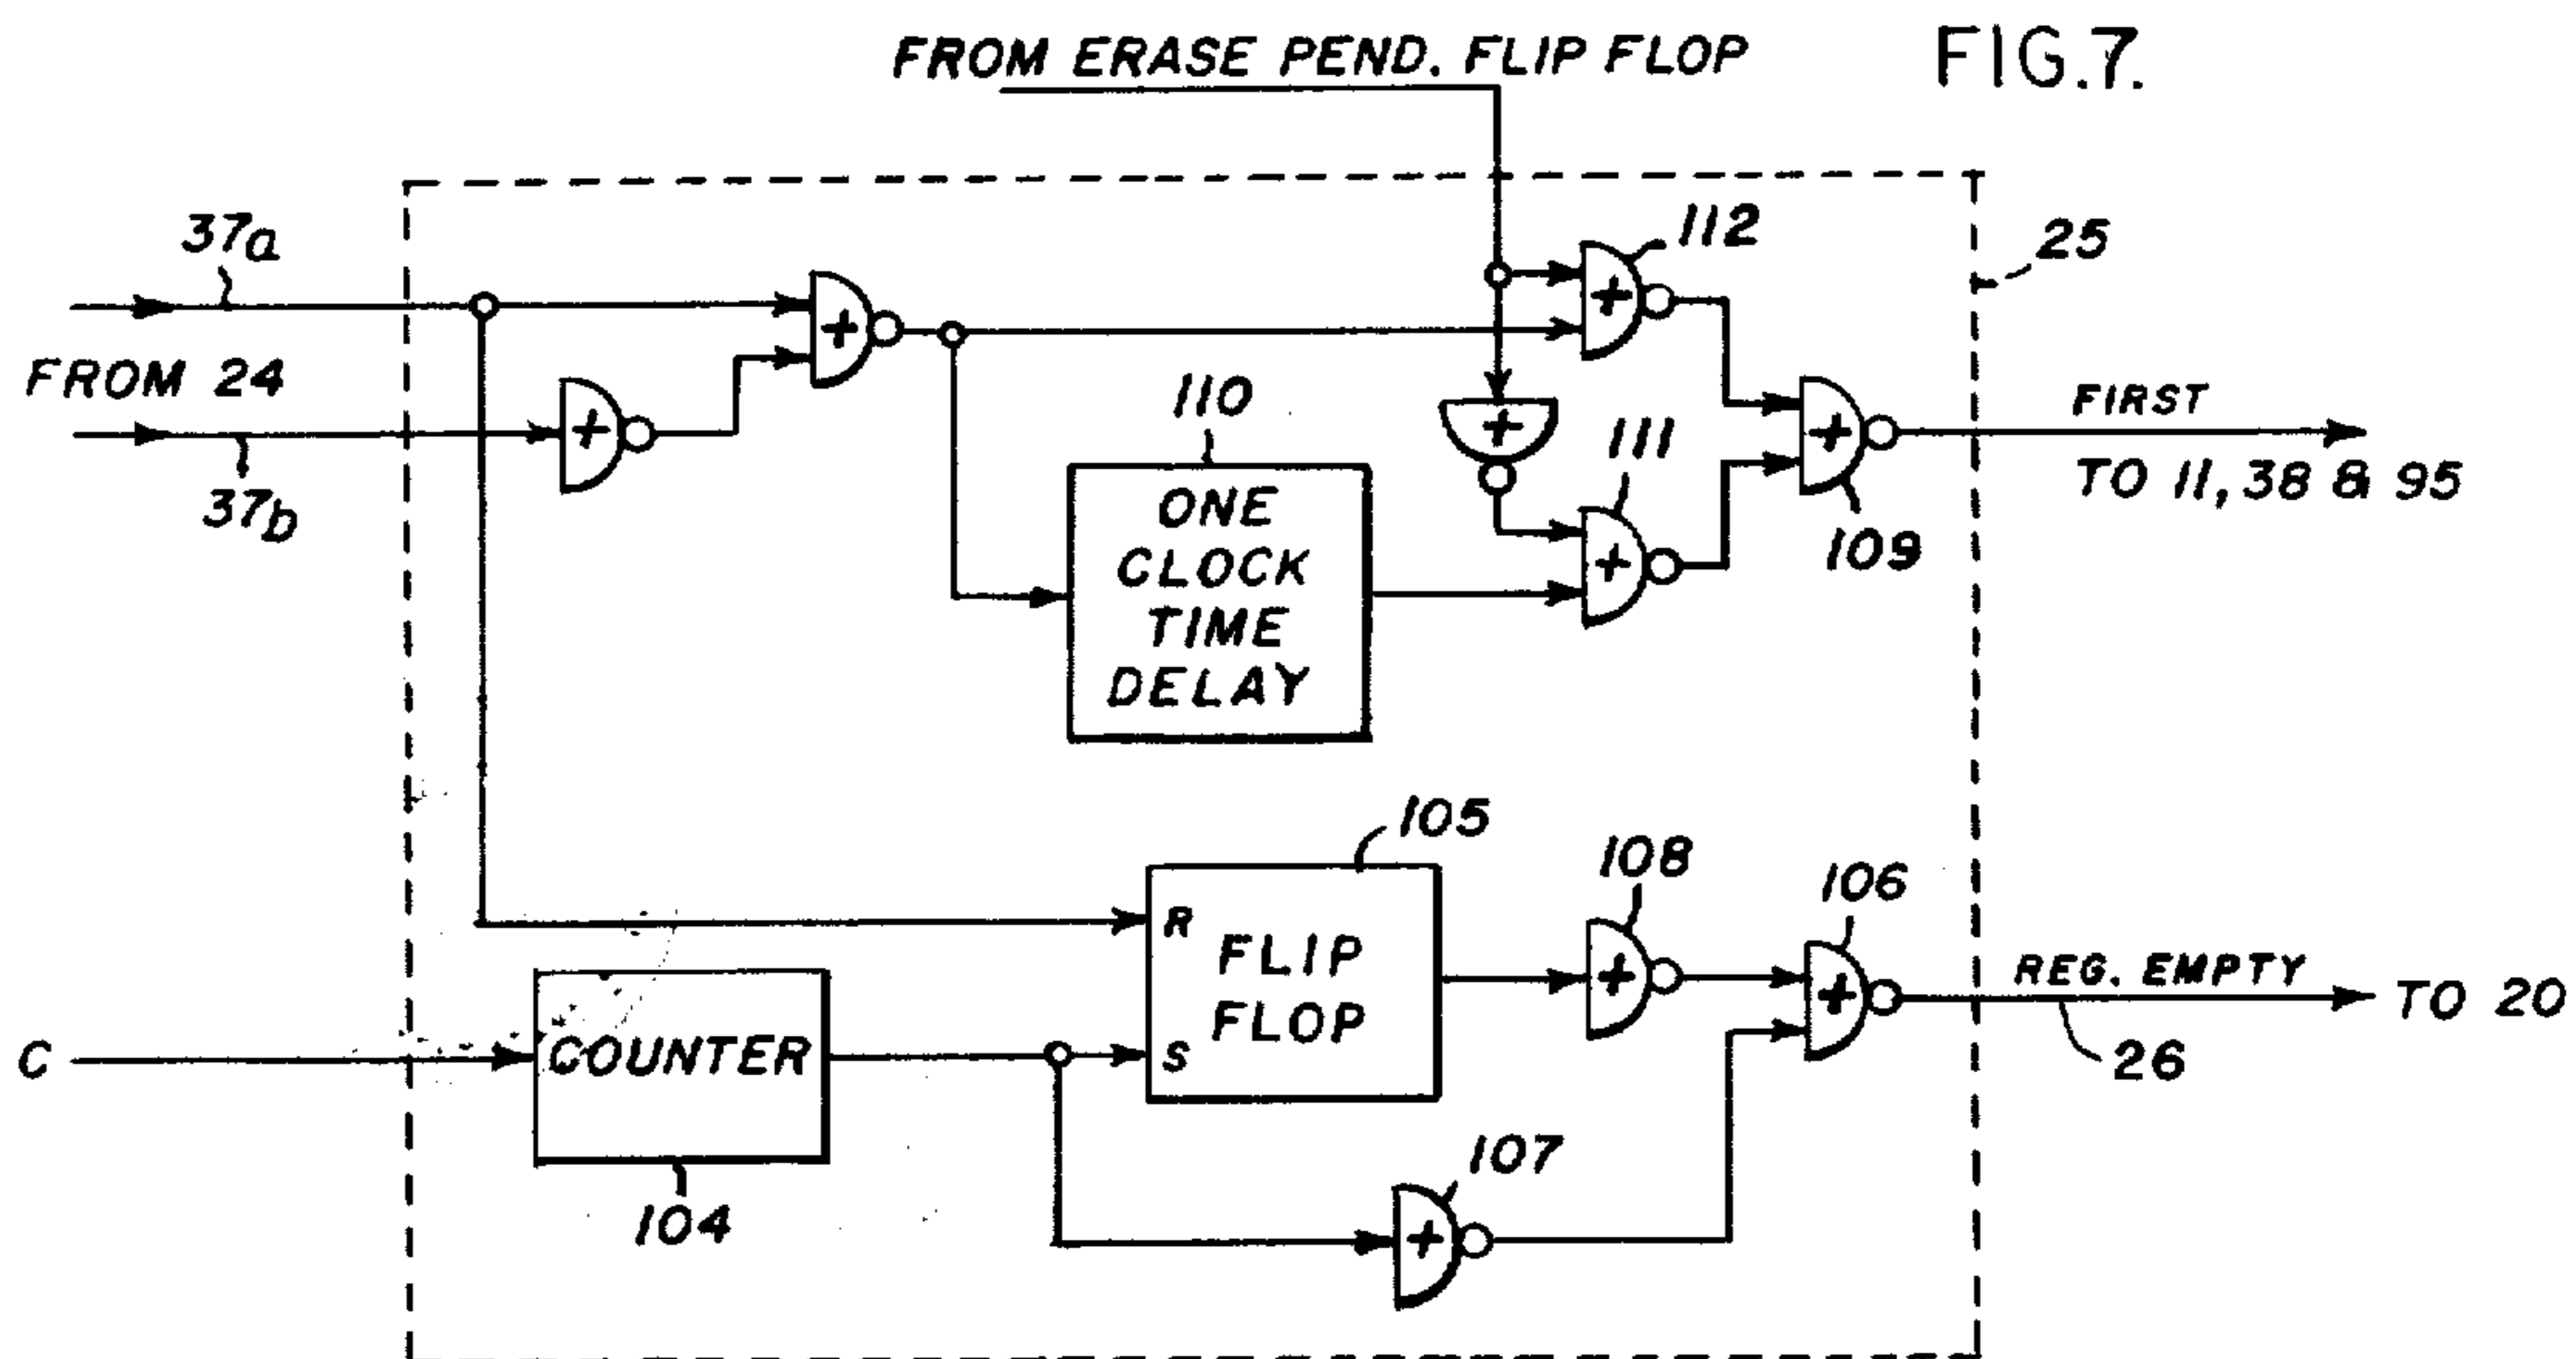 FROM ERASE PEND. FLIP FLOP
FIG.7.
112
25
37a
FROM 24
37b
110
ONE
CLOCK
TIME
DELAY
+
+
+
+
111
+
+
109
FIRST
TO 11, 38 & 95
105
R
FLIP
FLOP
S
108
+
106
+
REG. EMPTY
TO 20
26
C
COUNTER
104
107
+